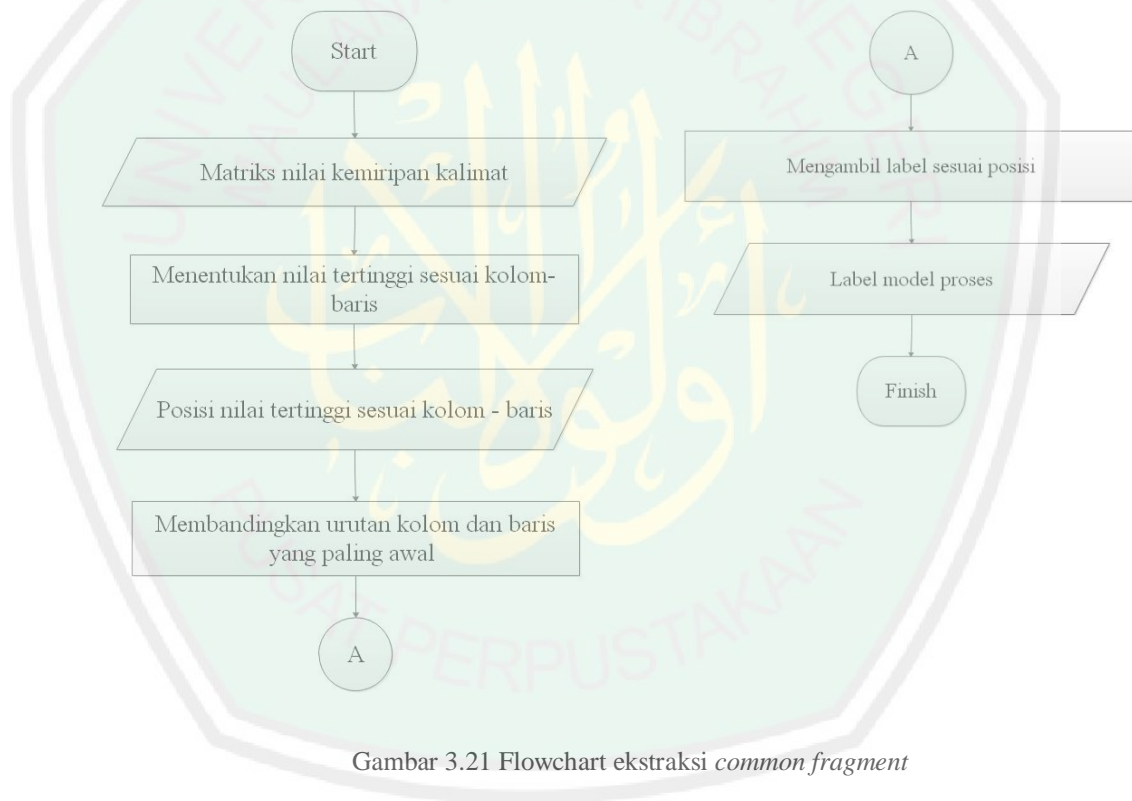 Start
Matriks nilai kemiripan kalimat
Menentukan nilai tertinggi sesuai kolom-
baris
Posisi nilai tertinggi sesuai kolom - baris
Membandingkan urutan kolom dan baris
yang paling awal
A
A
Mengambil label sesuai posisi
Label model proses
Finish
PUSAT PERPUSTAKAAN
Gambar 3.21 Flowchart ekstraksi common fragment